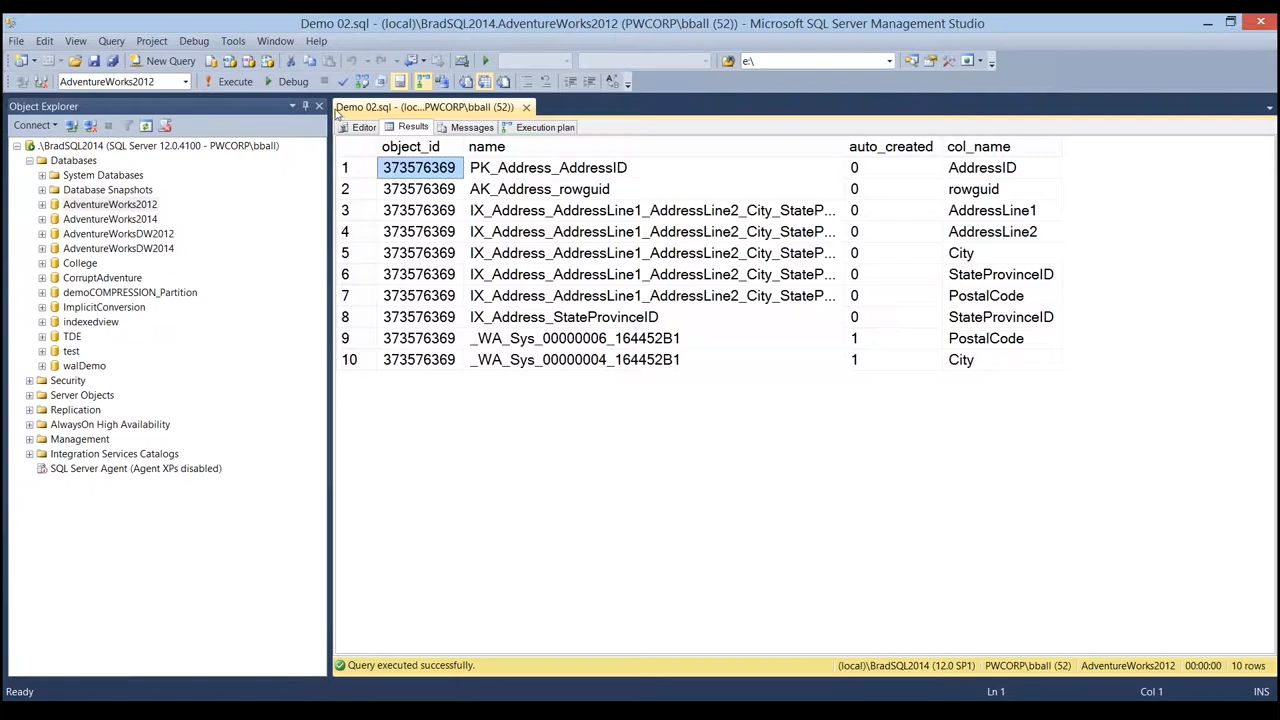 Demo 02.sql - (local)\BradSQL2014.AdventureWorks2012 (PWCORP\bball (52)) - Microsoft SQL Server Management Studio
File Edit View Query Project Debug Tools Window Help
New Query e:\
AdventureWorks2012 Execute Debug
Object Explorer
Connect
.\BradSQL2014 (SQL Server 12.0.4100 - PWCORP\bball)
Databases
System Databases
Database Snapshots
AdventureWorks2012
AdventureWorks2014
AdventureWorksDW2012
AdventureWorksDW2014
College
CorruptAdventure
demoCOMPRESSION_Partition
ImplicitConversion
indexedview
TDE
test
walDemo
Security
Server Objects
Replication
AlwaysOn High Availability
Management
Integration Services Catalogs
SQL Server Agent (Agent XPs disabled)
Demo 02.sql - (loc...PWCORP\bball (52))
Editor Results Messages Execution plan
object_id name auto_created col_name
1 373576369 PK_Address_AddressID 0 AddressID
2 373576369 AK_Address_rowguid 0 rowguid
3 373576369 IX_Address_AddressLine1_AddressLine2_City_StateP... 0 AddressLine1
4 373576369 IX_Address_AddressLine1_AddressLine2_City_StateP... 0 AddressLine2
5 373576369 IX_Address_AddressLine1_AddressLine2_City_StateP... 0 City
6 373576369 IX_Address_AddressLine1_AddressLine2_City_StateP... 0 StateProvinceID
7 373576369 IX_Address_AddressLine1_AddressLine2_City_StateP... 0 PostalCode
8 373576369 IX_Address_StateProvinceID 0 StateProvinceID
9 373576369 _WA_Sys_00000006_164452B1 1 PostalCode
10 373576369 _WA_Sys_00000004_164452B1 1 City
Query executed successfully. (local)\BradSQL2014 (12.0 SP1) PWCORP\bball (52) AdventureWorks2012 00:00:00 10 rows
Ready Ln 1 Col 1 INS